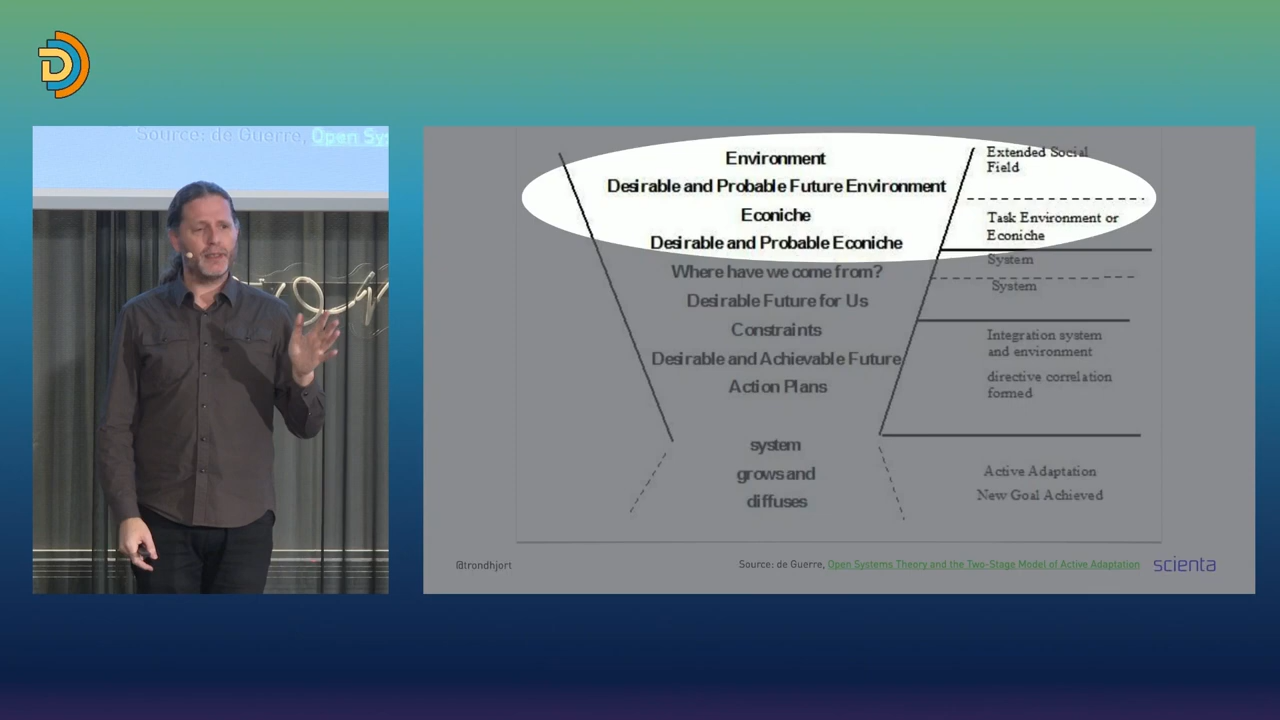 D
Source: de Guerre, Open Sy
Environment
Desirable and Probable Future Environment
Econiche
Desirable and Probable Econiche
Where have we come from?
Desirable Future for Us
Constraints
Desirable and Achievable Future
Action Plans
system
grows and
diffuses
Extended Social
Field
Task Environment or
Econiche
System
System
Integration system
and environment
directive correlation
formed
Active Adaptation
New Goal Achieved
@trondhjort
Source: de Guerre, Open Systems Theory and the Two-Stage Model of Active Adaptation
scienta